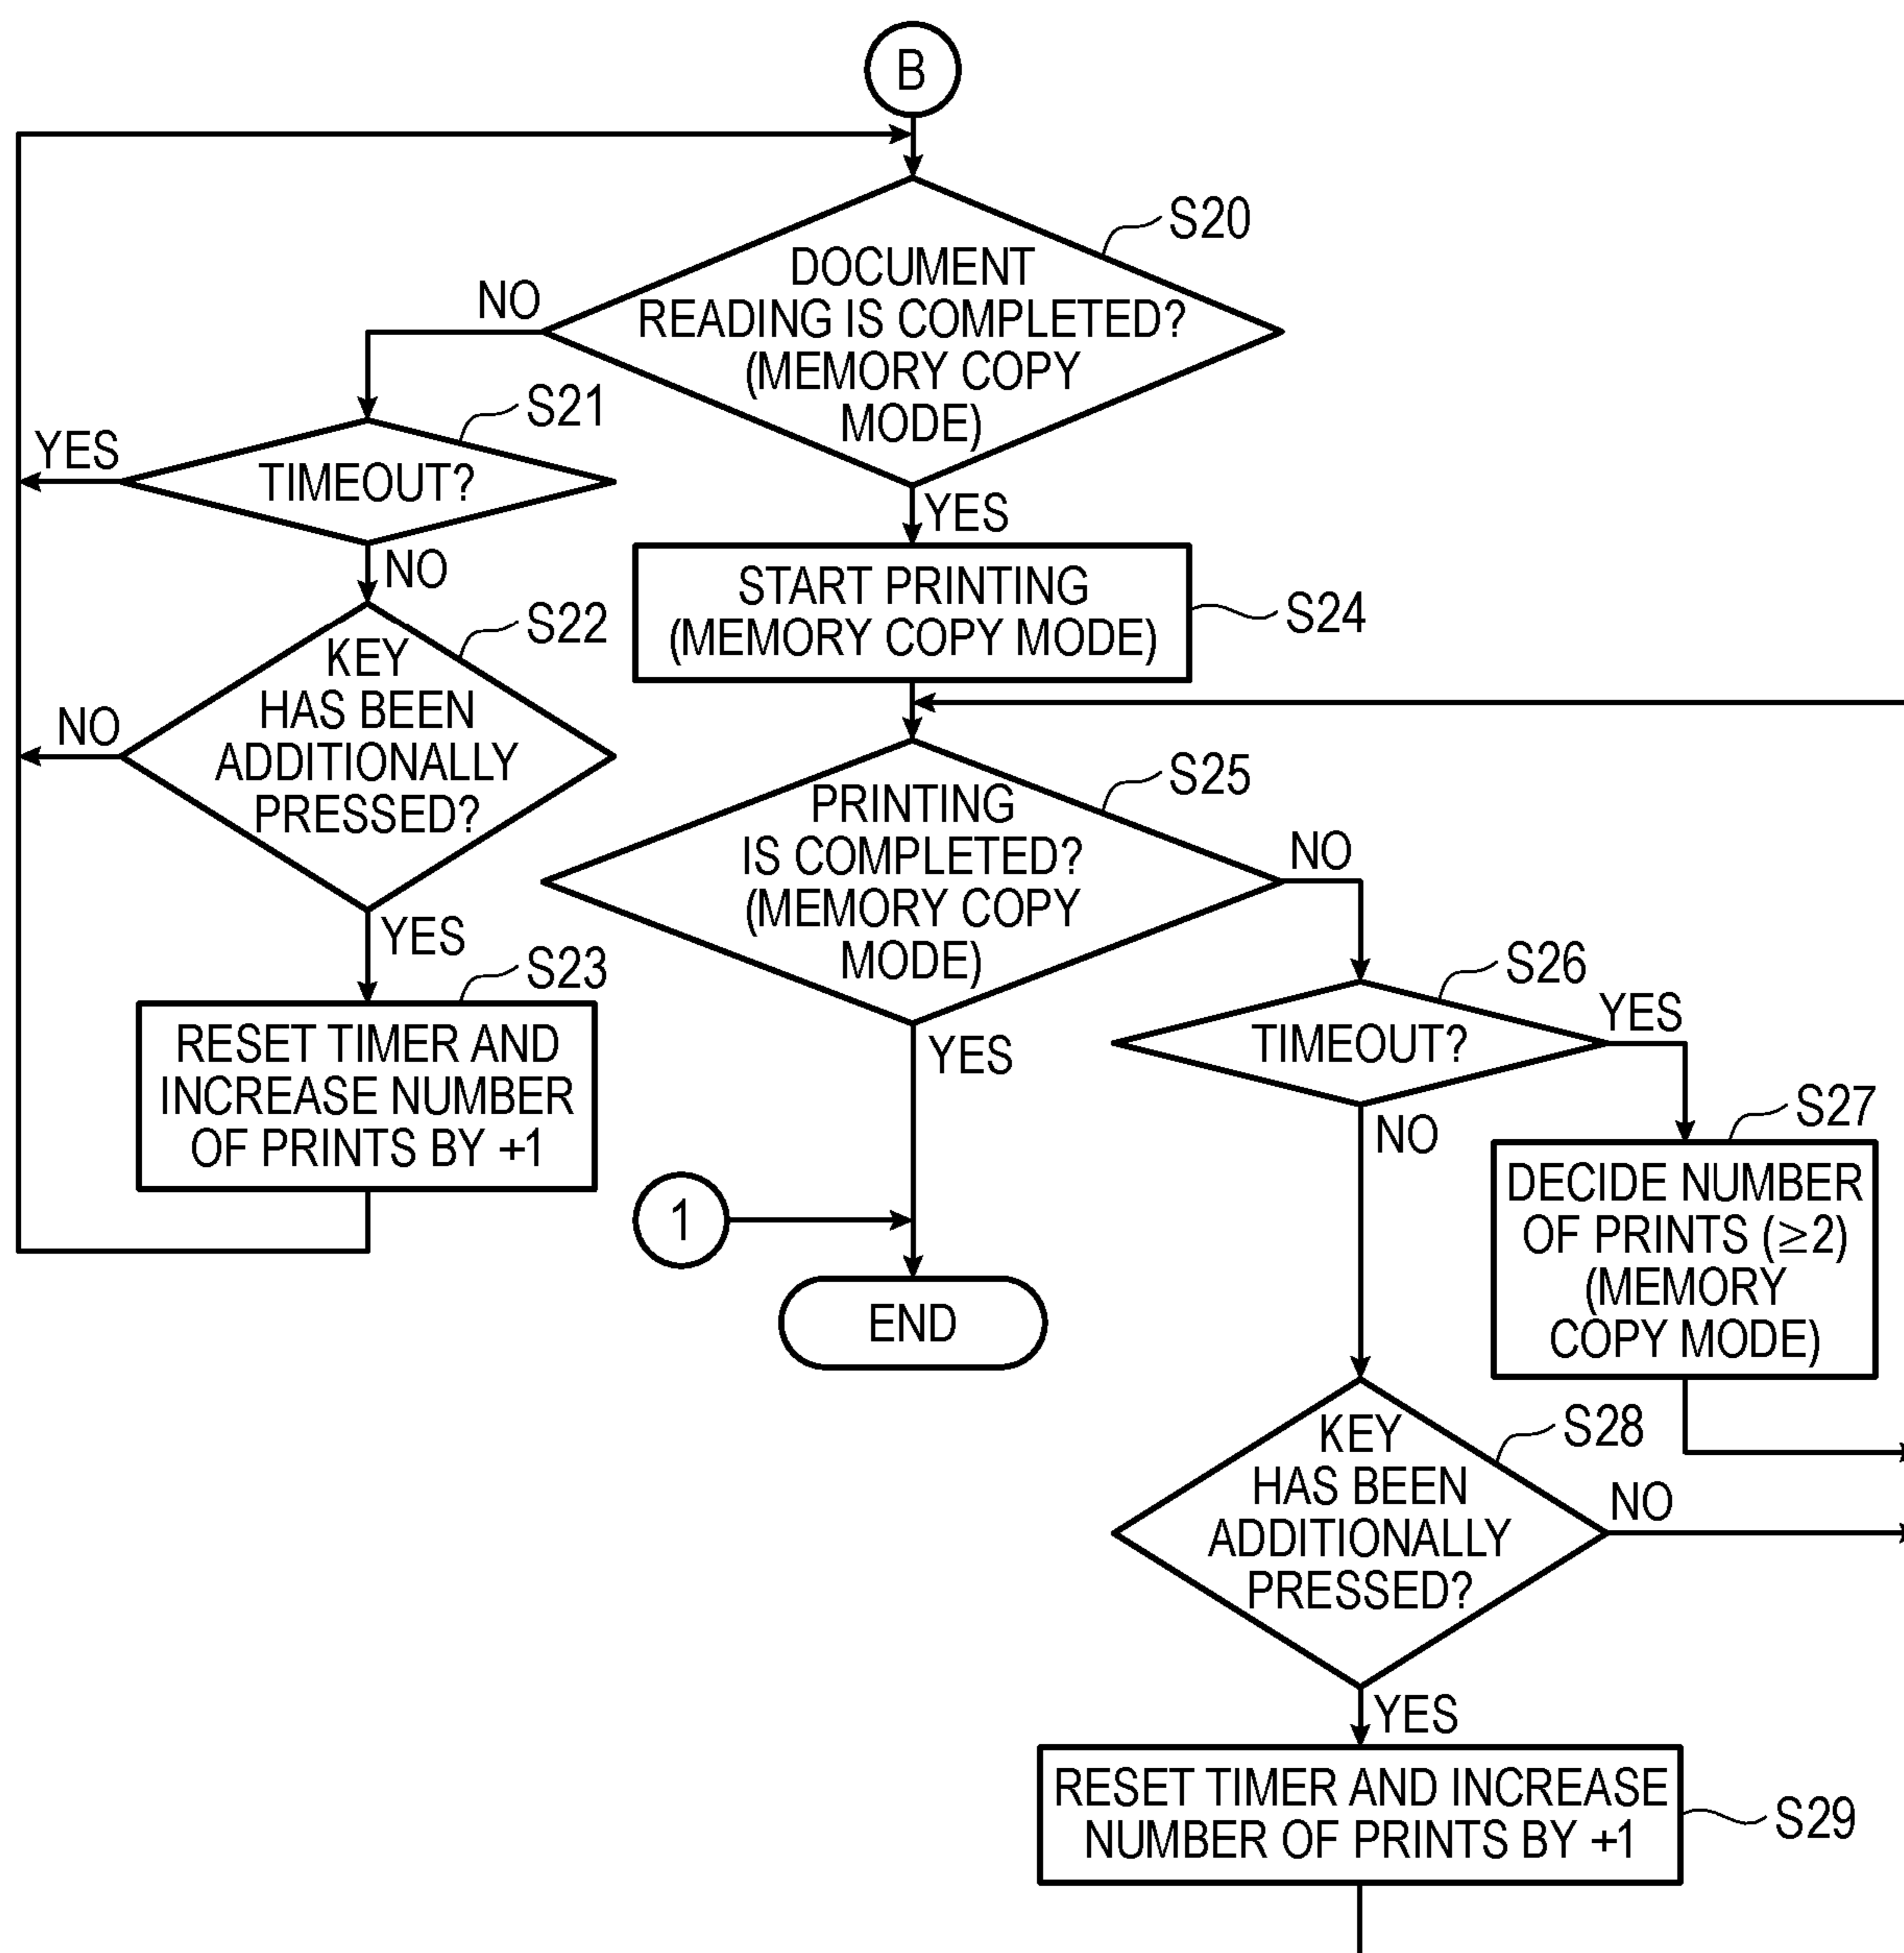 B
S20
DOCUMENT
READING IS COMPLETED?
(MEMORY COPY
MODE)
NO
YES
S21
TIMEOUT?
YES
NO
S22
KEY
HAS BEEN
ADDITIONALLY
PRESSED?
NO
YES
S23
RESET TIMER AND
INCREASE NUMBER
OF PRINTS BY +1
START PRINTING
(MEMORY COPY MODE)
S24
S25
PRINTING
IS COMPLETED?
(MEMORY COPY
MODE)
NO
YES
1
END
S26
TIMEOUT?
YES
NO
S27
DECIDE NUMBER
OF PRINTS (≥2)
(MEMORY
COPY MODE)
S28
KEY
HAS BEEN
ADDITIONALLY
PRESSED?
NO
YES
RESET TIMER AND INCREASE
NUMBER OF PRINTS BY +1
S29